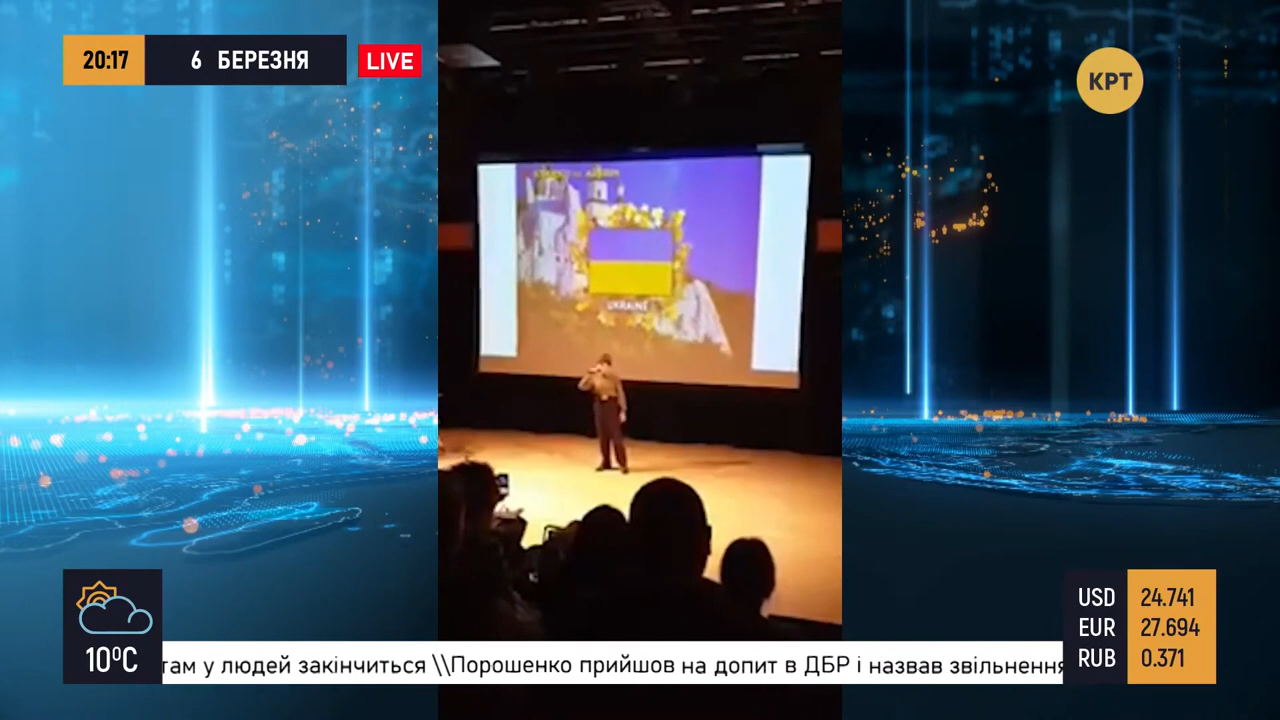 20:17
6 БЕРЕЗНЯ
LIVE
КРТ
UKRAINE
USD 24.741
EUR 27.694
RUB 0.371
10⁰C
там у людей закінчиться \\Порошенко прийшов на допит в ДБР і назвав звільнення